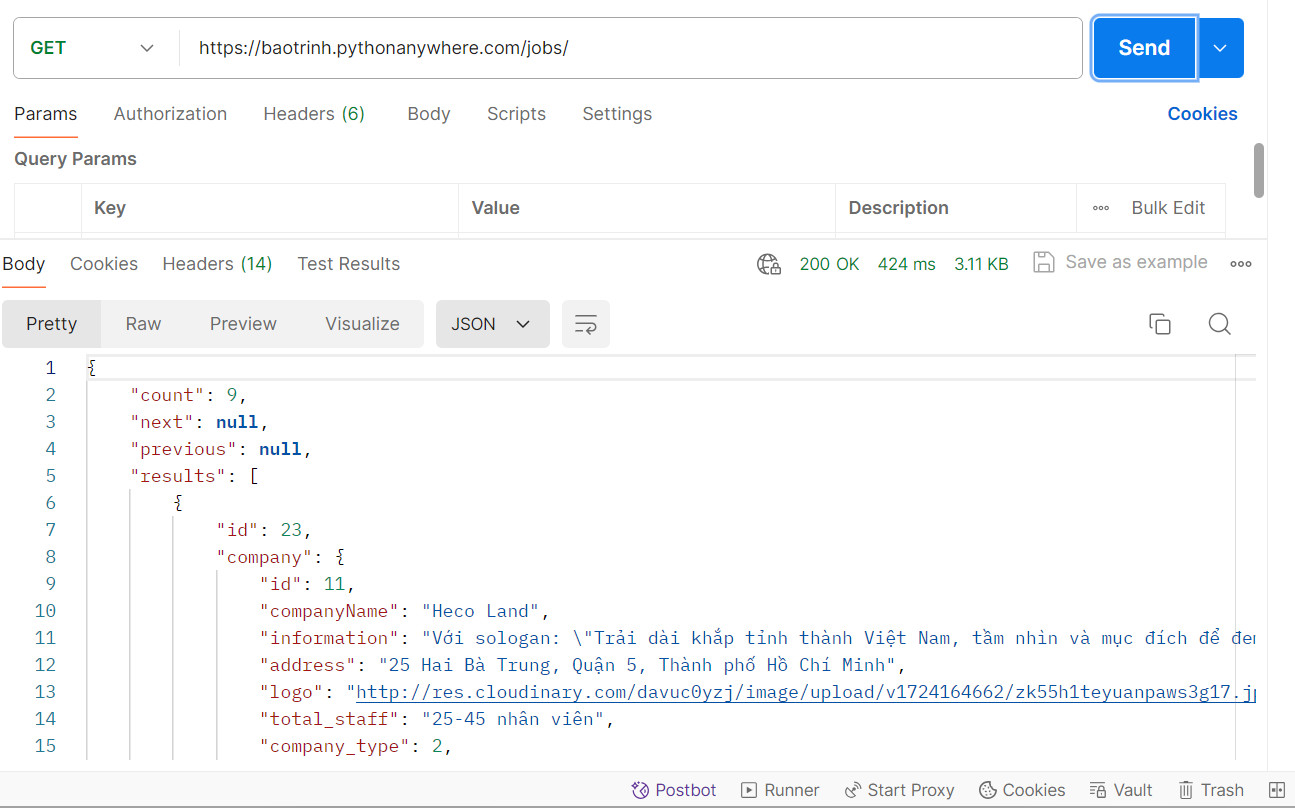 GET https://baotrinh.pythonanywhere.com/jobs/ Send
Params Authorization Headers (6) Body Scripts Settings Cookies
Query Params
Key Value Description Bulk Edit
Body Cookies Headers (14) Test Results 200 OK 424 ms 3.11 KB Save as example
Pretty Raw Preview Visualize JSON
1 {
2 "count": 9,
3 "next": null,
4 "previous": null,
5 "results": [
6 {
7 "id": 23,
8 "company": {
9 "id": 11,
10 "companyName": "Heco Land",
11 "information": "Với sologan: \"Trải dài khắp tỉnh thành Việt Nam, tầm nhìn và mục đích để
12 "address": "25 Hai Bà Trung, Quận 5, Thành phố Hồ Chí Minh",
13 "logo": "http://res.cloudinary.com/davuc0yzj/image/upload/v1724164662/zk55h1teyuanpaws3g17.j
14 "total_staff": "25-45 nhân viên",
15 "company_type": 2,
Postbot Runner Start Proxy Cookies Vault Trash